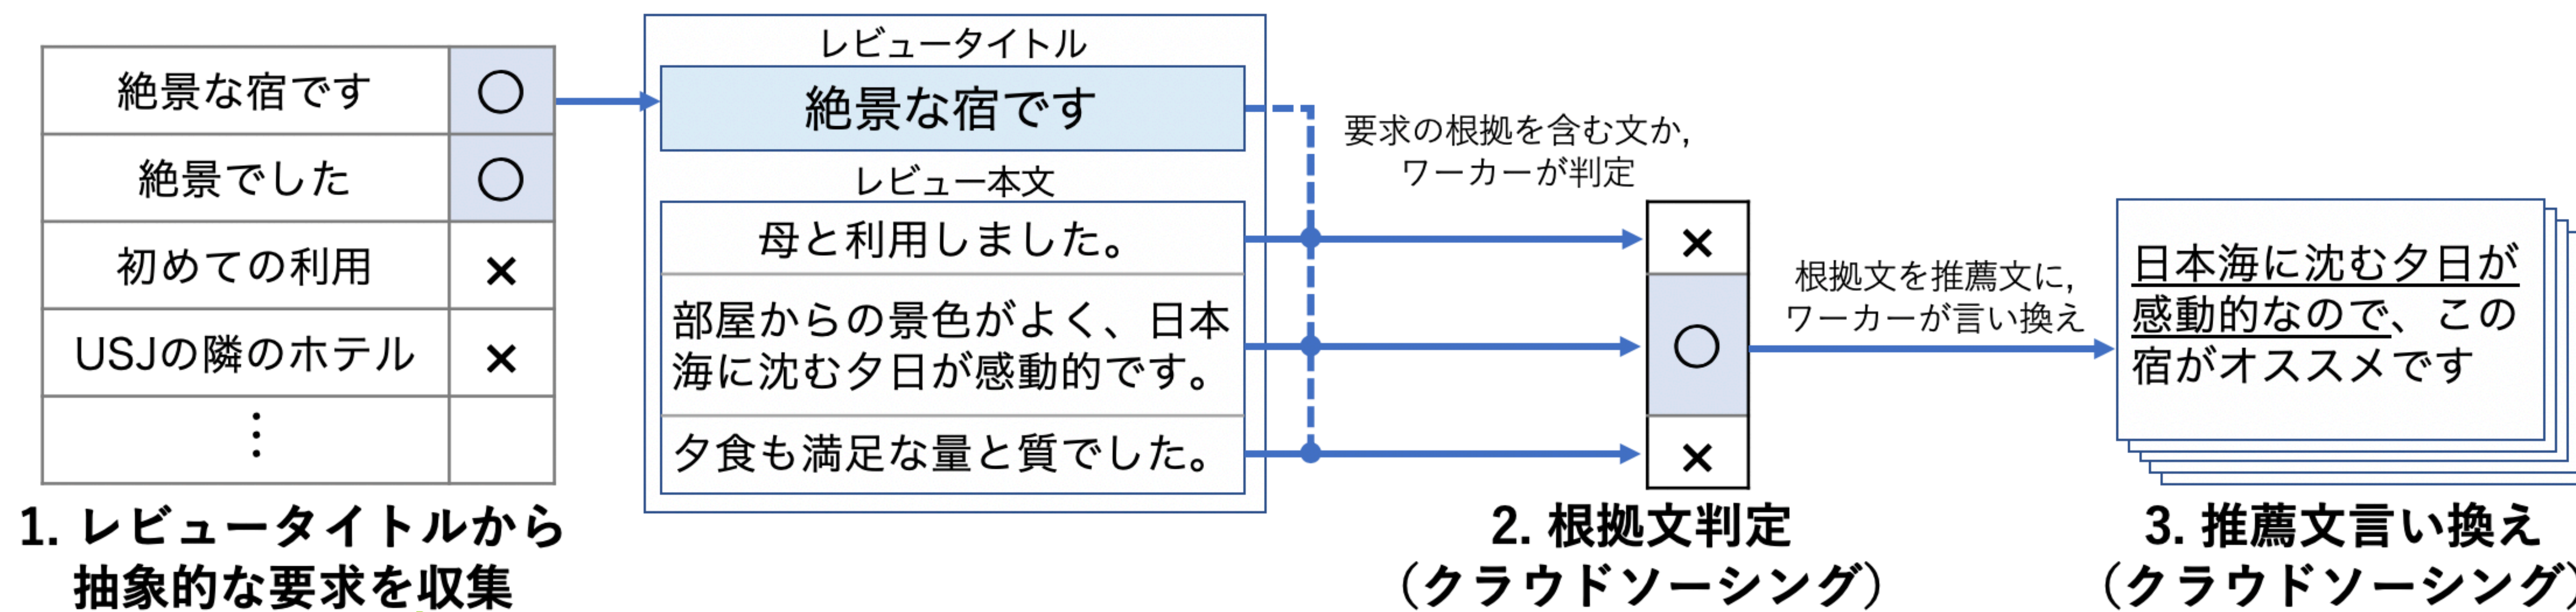 絶景な宿です ○
絶景でした ○
初めての利用 ×
USJの隣のホテル ×
⋮
1. レビュータイトルから
抽象的な要求を収集
レビュータイトル
絶景な宿です
レビュー本文
母と利用しました。
部屋からの景色がよく、日本
海に沈む夕日が感動的です。
夕食も満足な量と質でした。
要求の根拠を含む文か,
ワーカーが判定
×
○
×
2. 根拠文判定
（クラウドソーシング）
根拠文を推薦文に,
ワーカーが言い換え
日本海に沈む夕日が
感動的なので、この
宿がオススメです
3. 推薦文言い換え
（クラウドソーシング）